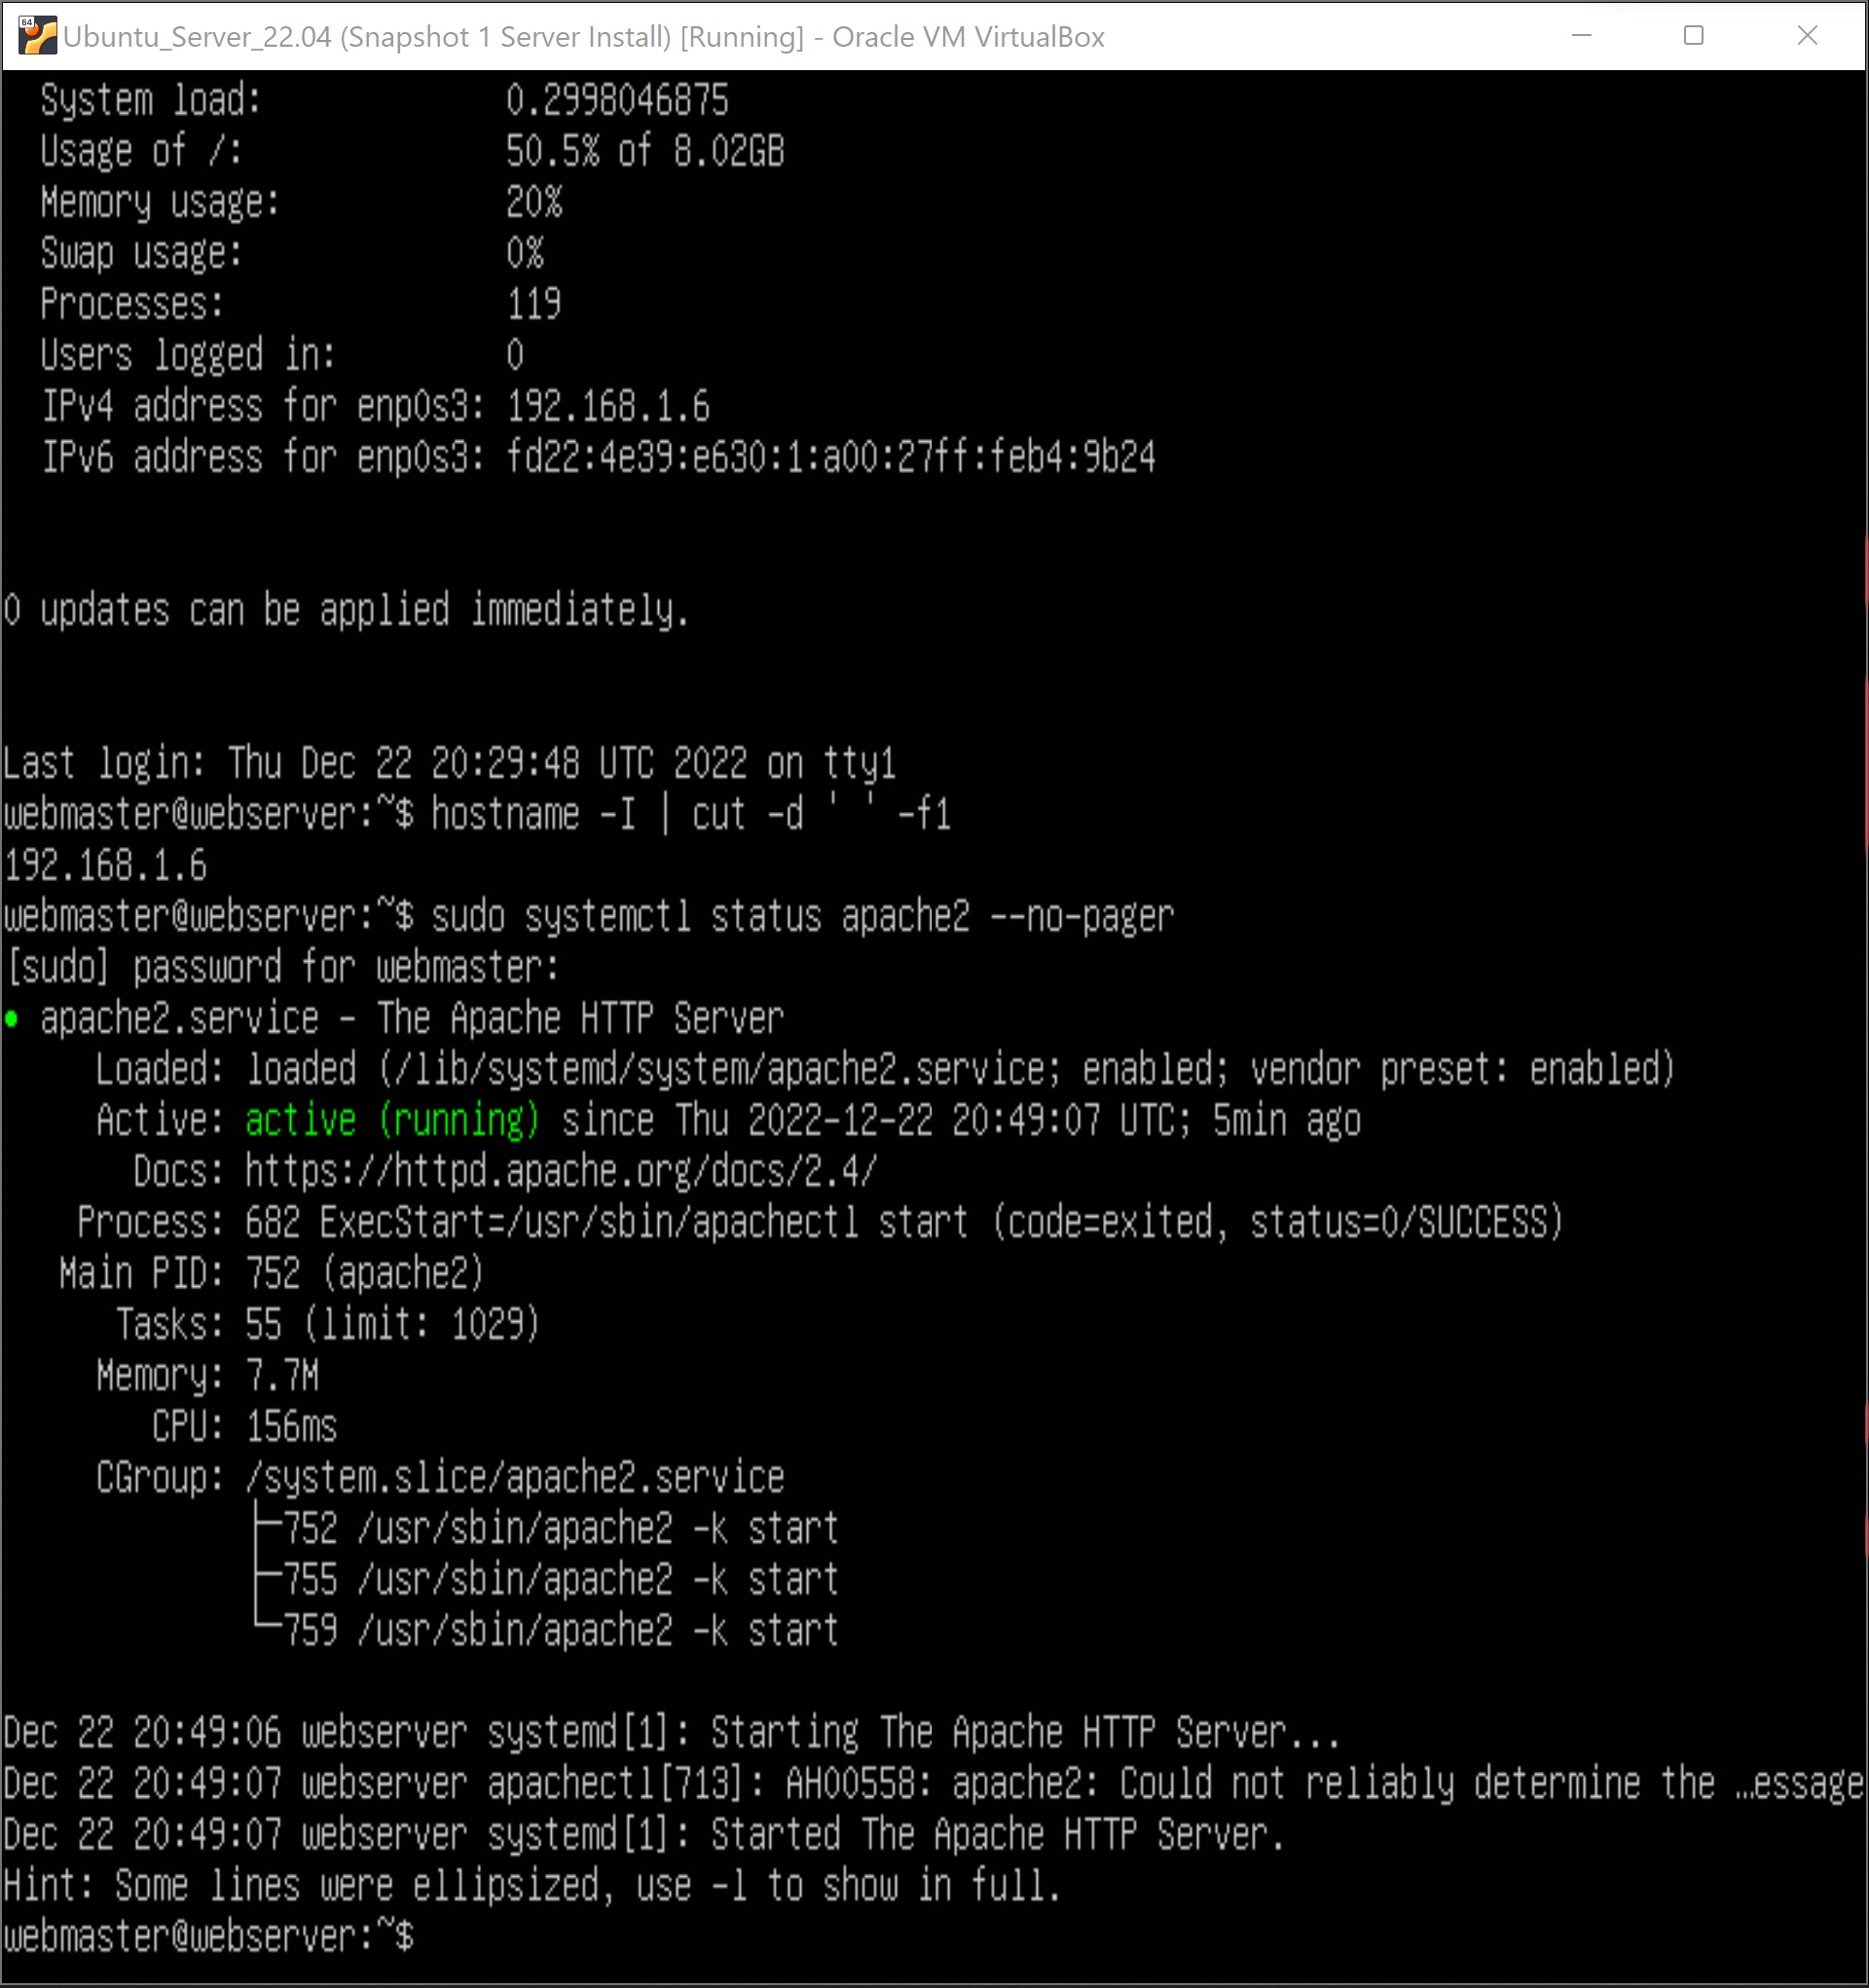 64
Ubuntu_Server_22.04 (Snapshot 1 Server Install) [Running] - Oracle VM VirtualBox
System load: 0.2998046875
Usage of /: 50.5% of 8.02GB
Memory usage: 20%
Swap usage: 0%
Processes: 119
Users logged in: 0
IPv4 address for enp0s3: 192.168.1.6
IPv6 address for enp0s3: fd22:4e39:e630:1:a00:27ff:feb4:9b24
0 updates can be applied immediately.
Last login: Thu Dec 22 20:29:48 UTC 2022 on tty1
webmaster@webserver:~$ hostname -I | cut -d ' ' -f1
192.168.1.6
webmaster@webserver:~$ sudo systemctl status apache2 --no-pager
[sudo] password for webmaster:
● apache2.service - The Apache HTTP Server
Loaded: loaded (/lib/systemd/system/apache2.service; enabled; vendor preset: enabled)
Active: active (running) since Thu 2022-12-22 20:49:07 UTC; 5min ago
Docs: https://httpd.apache.org/docs/2.4/
Process: 682 ExecStart=/usr/sbin/apachectl start (code=exited, status=0/SUCCESS)
Main PID: 752 (apache2)
Tasks: 55 (limit: 1029)
Memory: 7.7M
CPU: 156ms
CGroup: /system.slice/apache2.service
├─752 /usr/sbin/apache2 -k start
├─755 /usr/sbin/apache2 -k start
└─759 /usr/sbin/apache2 -k start
Dec 22 20:49:06 webserver systemd[1]: Starting The Apache HTTP Server...
Dec 22 20:49:07 webserver apachectl[713]: AH00558: apache2: Could not reliably determine the …essage
Dec 22 20:49:07 webserver systemd[1]: Started The Apache HTTP Server.
Hint: Some lines were ellipsized, use -l to show in full.
webmaster@webserver:~$